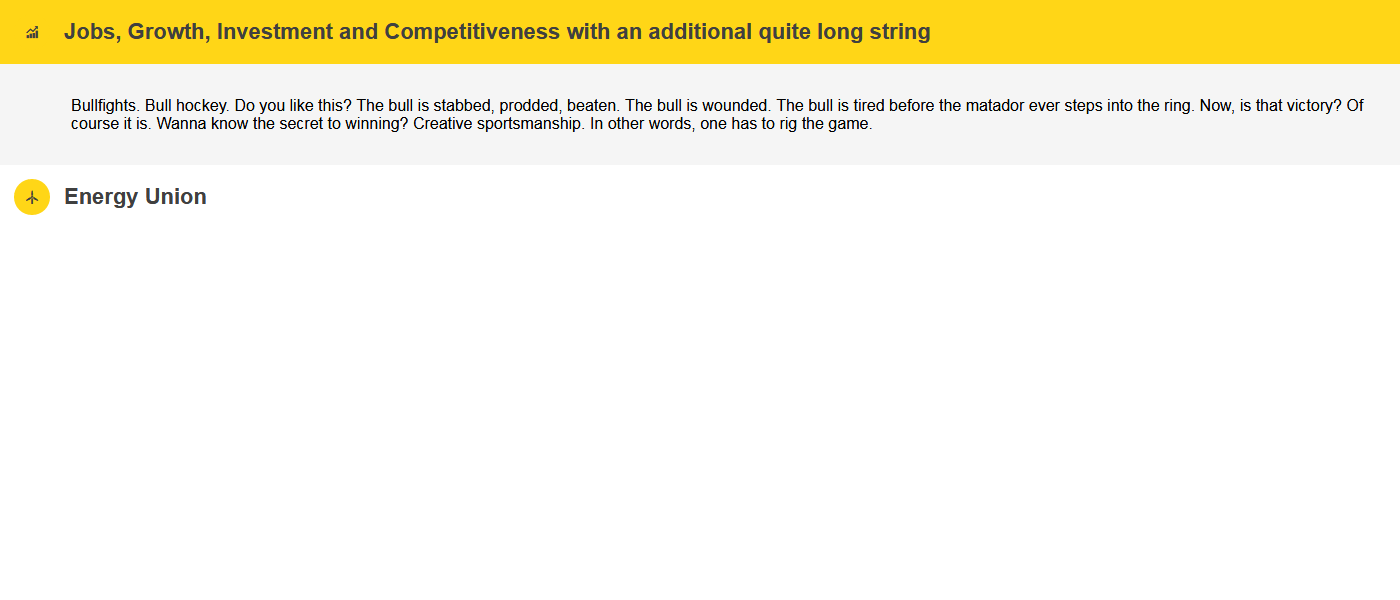 Jobs, Growth, Investment and Competitiveness with an additional quite long string
Bullfights. Bull hockey. Do you like this? The bull is stabbed, prodded, beaten. The bull is wounded. The bull is tired before the matador ever steps into the ring. Now, is that victory? Of
course it is. Wanna know the secret to winning? Creative sportsmanship. In other words, one has to rig the game.
Energy Union